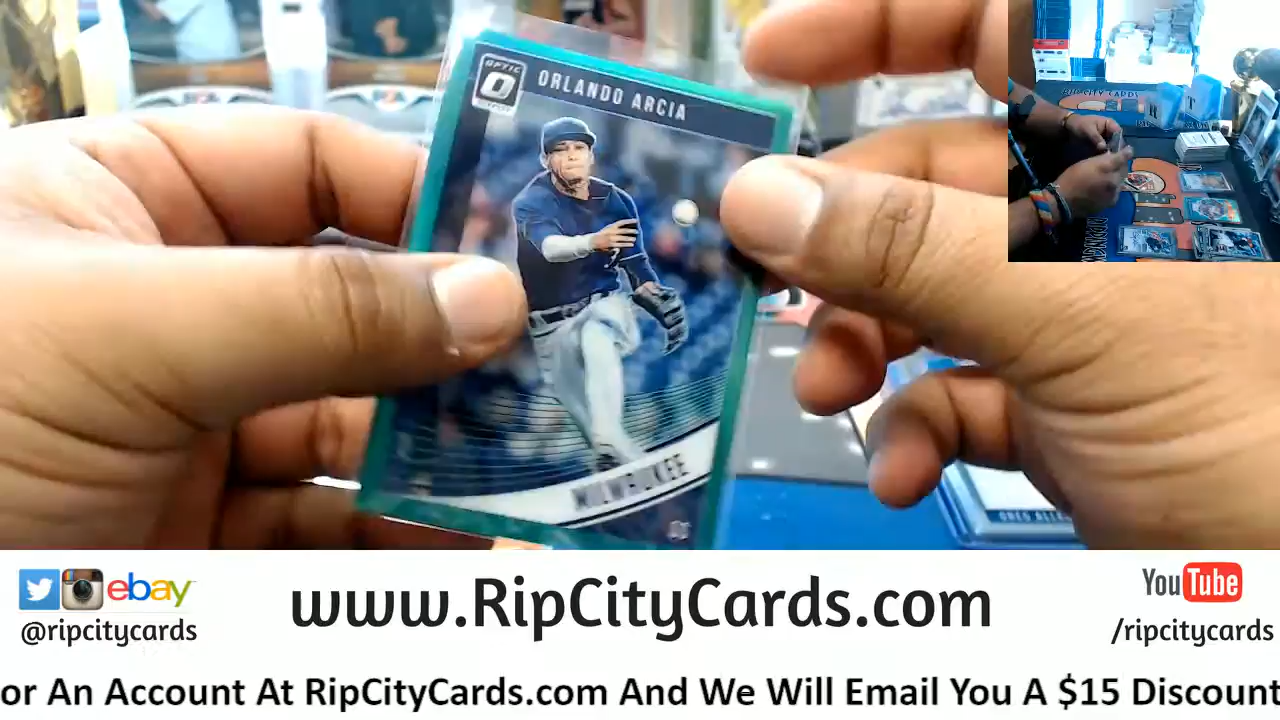 OPTIC
ORLANDO ARCIA
MILWAUKEE
ebay
www.RipCityCards.com
YouTube
@ripcitycards
/ripcitycards
or An Account At RipCityCards.com And We Will Email You A $15 Discount